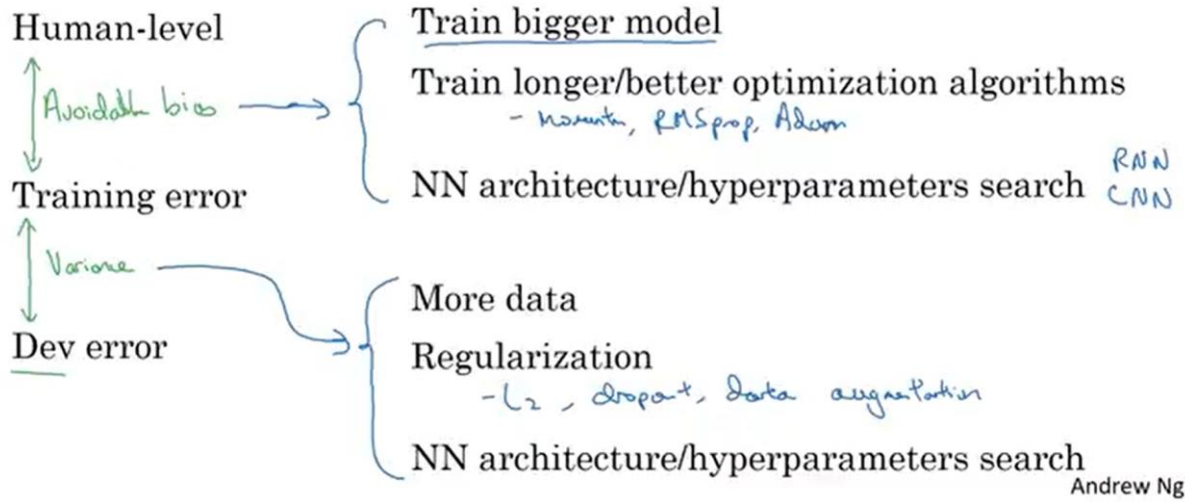 Human-level
Avoidable bias
Training error
Variance
Dev error
Train bigger model
Train longer/better optimization algorithms
- momentum, RMSprop, Adam
NN architecture/hyperparameters search
RNN
CNN
More data
Regularization
- L2, dropout, data augmentation
NN architecture/hyperparameters search
Andrew Ng